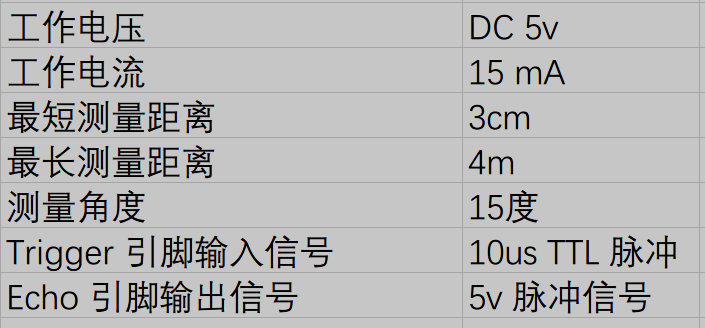 工作电压 DC 5v
工作电流 15 mA
最短测量距离 3cm
最长测量距离 4m
测量角度 15度
Trigger 引脚输入信号 10us TTL 脉冲
Echo 引脚输出信号 5v 脉冲信号